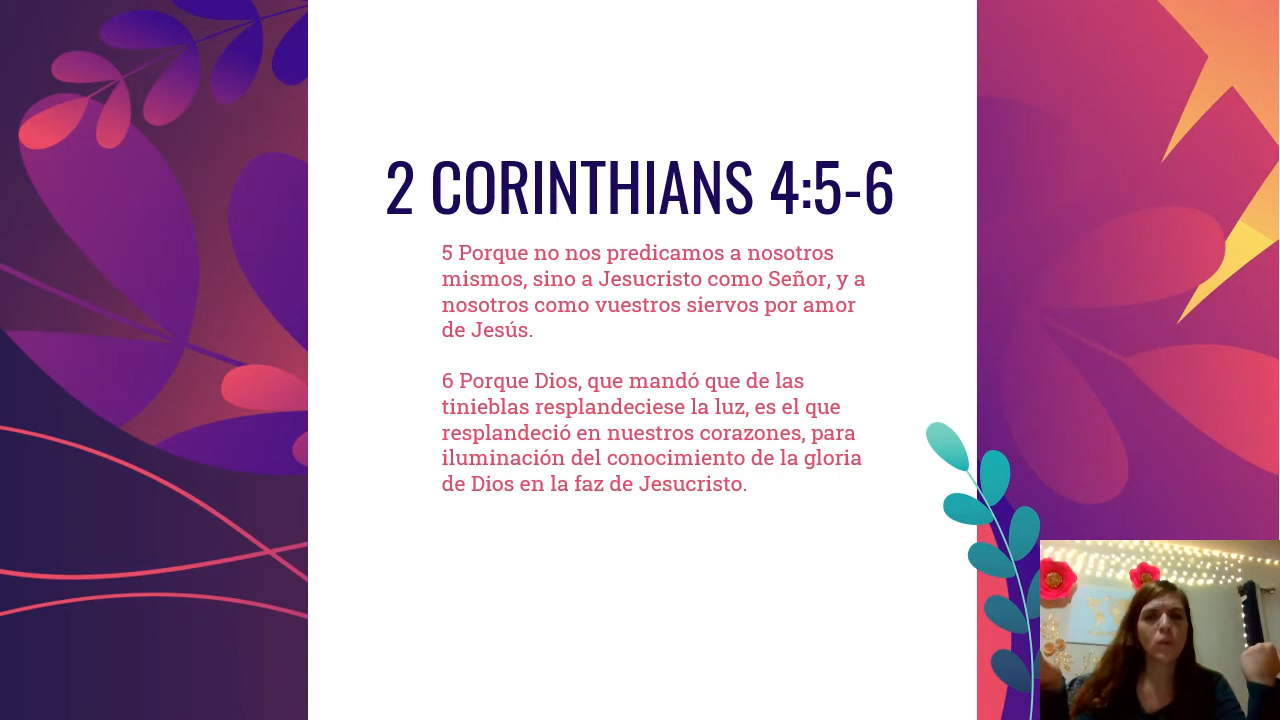 2 CORINTHIANS 4:5-6
5 Porque no nos predicamos a nosotros
mismos, sino a Jesucristo como Señor, y a
nosotros como vuestros siervos por amor
de Jesús.
6 Porque Dios, que mandó que de las
tinieblas resplandeciese la luz, es el que
resplandeció en nuestros corazones, para
iluminación del conocimiento de la gloria
de Dios en la faz de Jesucristo.